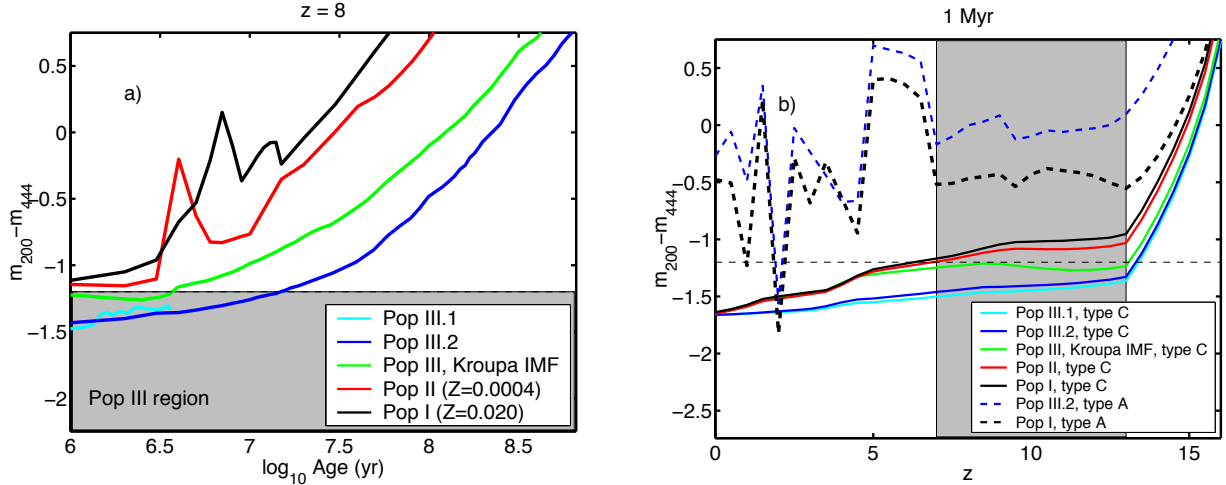 z = 8
a)
m200−m444
0.5
0
−0.5
−1
−1.5
−2
Pop III region
Pop III.1
Pop III.2
Pop III, Kroupa IMF
Pop II (Z=0.0004)
Pop I (Z=0.020)
6 6.5 7 7.5 8 8.5
log10 Age (yr)
1 Myr
b)
m200−m444
0.5
0
−0.5
−1
−1.5
−2
−2.5
Pop III.1, type C
Pop III.2, type C
Pop III, Kroupa IMF, type C
Pop II, type C
Pop I, type C
Pop III.2, type A
Pop I, type A
0 5 10 15
z